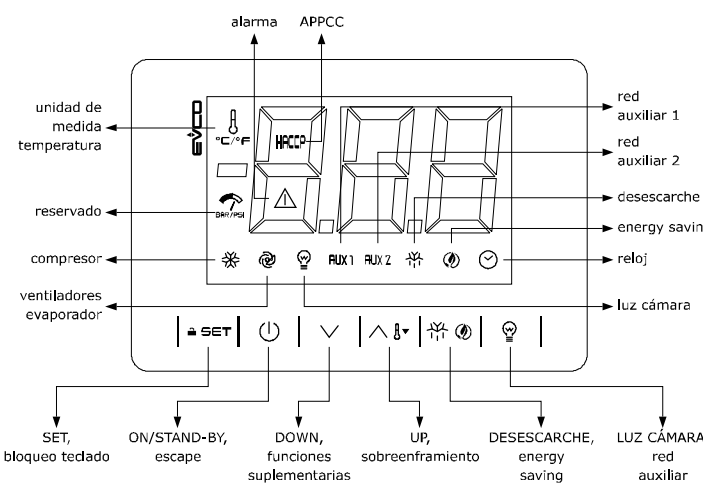 alarma
APPCC
EVCO
unidad de
medida
temperatura
°C/°F
HACCP
red
auxiliar 1
red
auxiliar 2
reservado
BAR/PSI
desescarche
energy savin
compresor
AUX 1
AUX 2
reloj
ventiladores
evaporador
luz cámara
SET
SET,
bloqueo teclado
ON/STAND-BY,
escape
DOWN,
funciones
suplementarias
UP,
sobreenframiento
DESESCARCHE,
energy
saving
LUZ CÁMARA
red
auxiliar